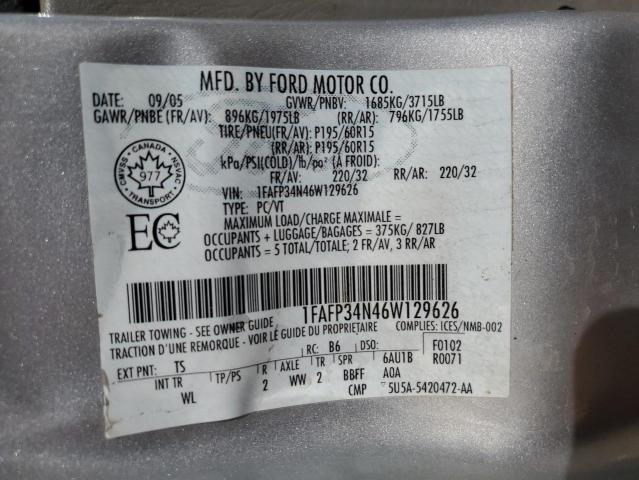 MFD. BY FORD MOTOR CO.
DATE: 09/05 GVWR/PNBV: 1685KG/3715LB
GAWR/PNBE (FR/AV): 896KG/1975LB (RR/AR): 796KG/1755LB
TIRE/PNEU(FR/AV): P195/60R15
(RR/AR): P195/60R15
kPa/PSI(COLD)/lb/po² (A FROID):
FR/AV: 220/32 RR/AR: 220/32
VIN: 1FAFP34N46W129626
TYPE: PC/VT
MAXIMUM LOAD/CHARGE MAXIMALE =
OCCUPANTS + LUGGAGE/BAGAGES = 375KG/ 827LB
OCCUPANTS = 5 TOTAL/TOTALE; 2 FR/AV, 3 RR/AR
CANADA
CMVSS NSVAC
977
TRANSPORT
EC
1FAFP34N46W129626
TRAILER TOWING - SEE OWNER GUIDE COMPLIES: ICES/NMB-002
TRACTION D'UNE REMORQUE - VOIR LE GUIDE DU PROPRIETAIRE
EXT PNT: TS RC: B6 DSO: F0102
INT TR TP/PS R AXLE TR SPR 6AU1B R0071
WL 2 WW 2 BBFF A0A
CMP 5U5A-5420472-AA